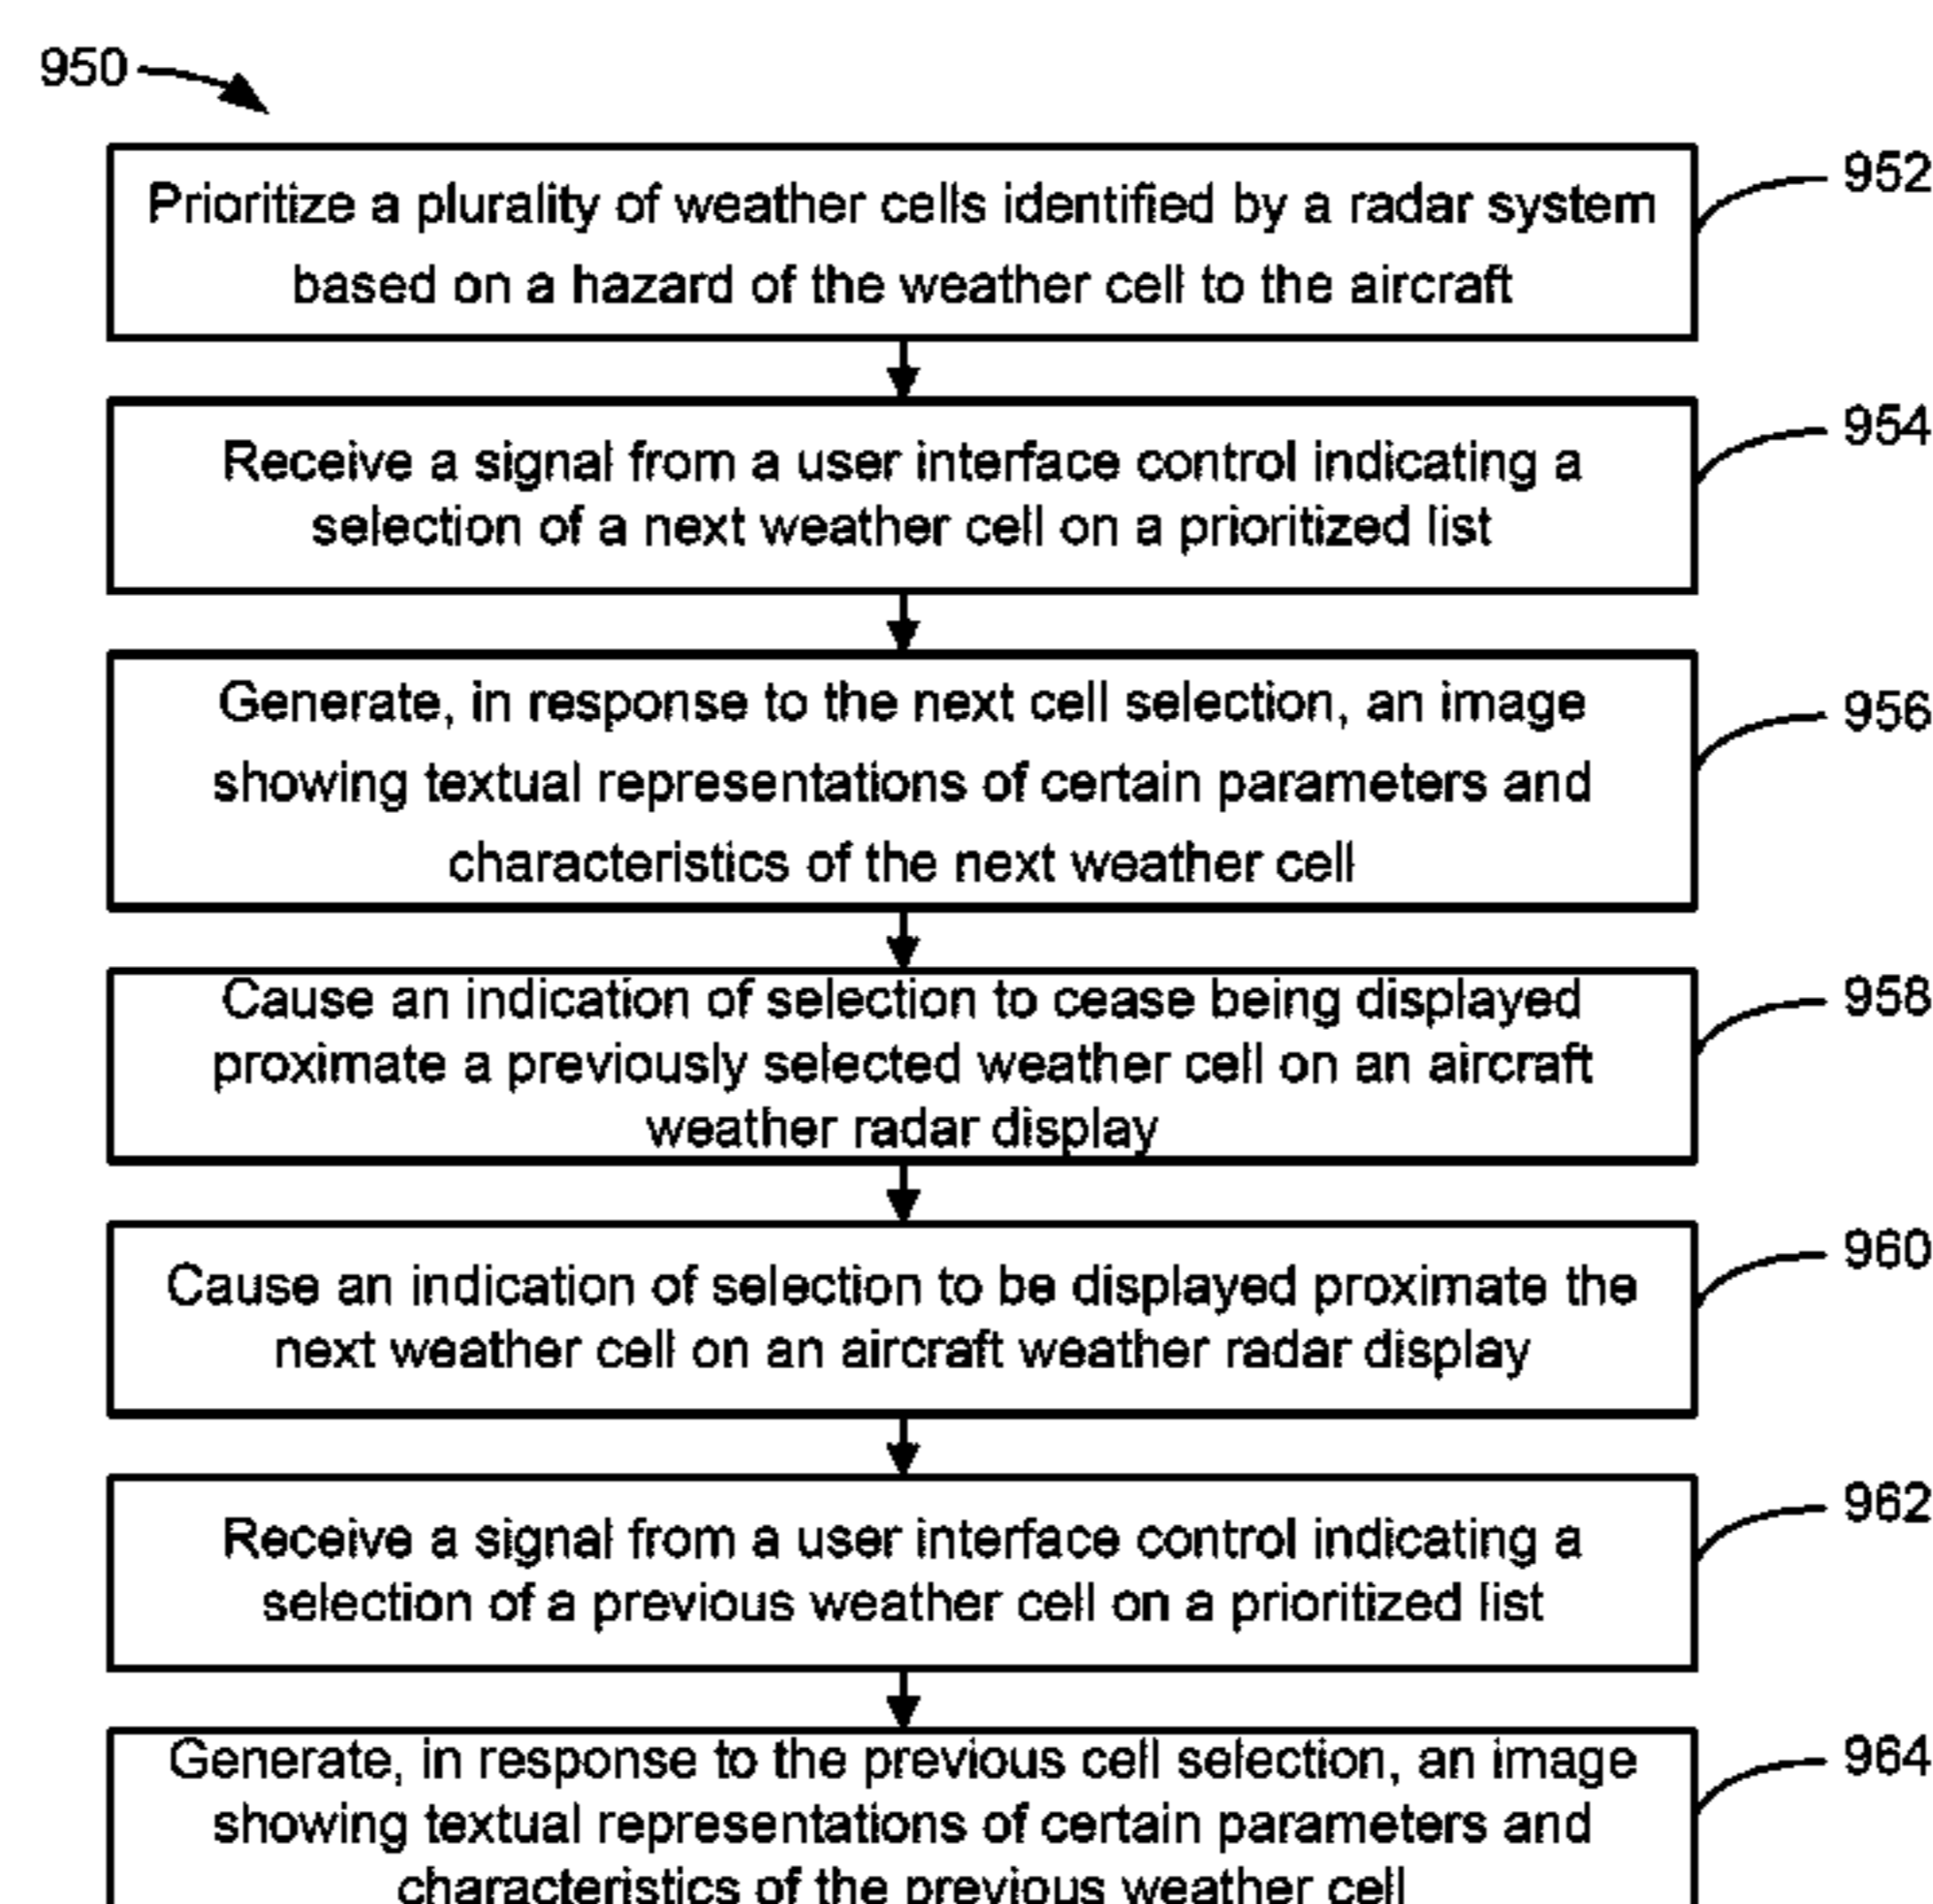 950
Prioritize a plurality of weather cells identified by a radar system
based on a hazard of the weather cell to the aircraft
952
Receive a signal from a user interface control indicating a
selection of a next weather cell on a prioritized list
954
Generate, in response to the next cell selection, an image
showing textual representations of certain parameters and
characteristics of the next weather cell
956
Cause an indication of selection to cease being displayed
proximate a previously selected weather cell on an aircraft
weather radar display
958
Cause an indication of selection to be displayed proximate the
next weather cell on an aircraft weather radar display
960
Receive a signal from a user interface control indicating a
selection of a previous weather cell on a prioritized list
962
Generate, in response to the previous cell selection, an image
showing textual representations of certain parameters and
characteristics of the previous weather cell
964